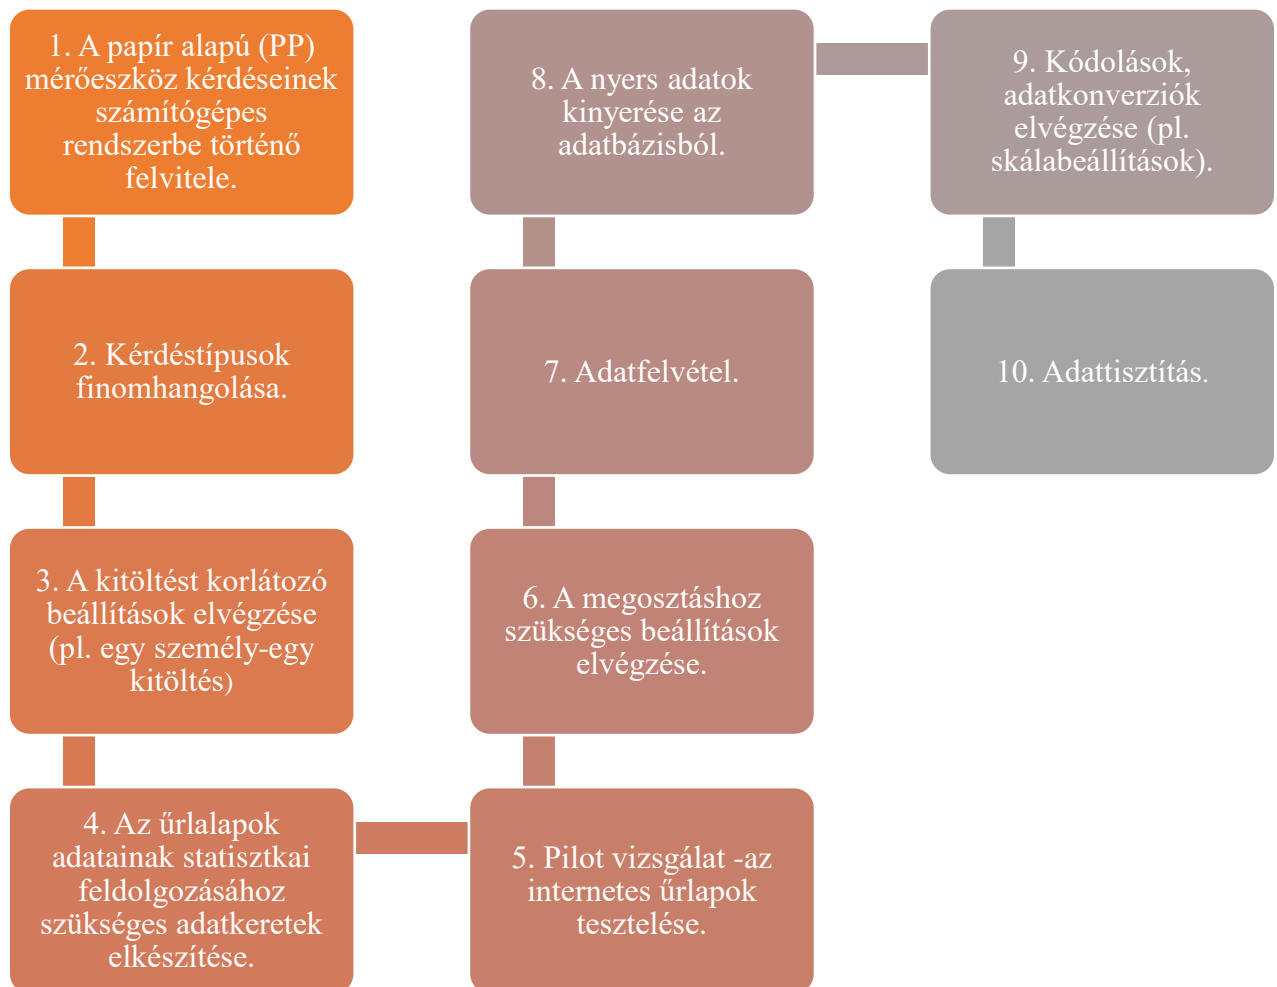 1. A papír alapú (PP)
mérőeszköz kérdéseinek
számítógépes
rendszerbe történő
felvitele.
2. Kérdéstípusok
finomhangolása.
3. A kitöltést korlátozó
beállítások elvégzése
(pl. egy személy-egy
kitöltés)
4. Az űrlalapok
adatainak statisztkai
feldolgozásához
szükséges adatkeretek
elkészítése.
5. Pilot vizsgálat -az
internetes űrlapok
tesztelése.
6. A megosztáshoz
szükséges beállítások
elvégzése.
7. Adatfelvétel.
8. A nyers adatok
kinyerése az
adatbázisból.
9. Kódolások,
adatkonverziók
elvégzése (pl.
skálabeállítások).
10. Adattisztítás.